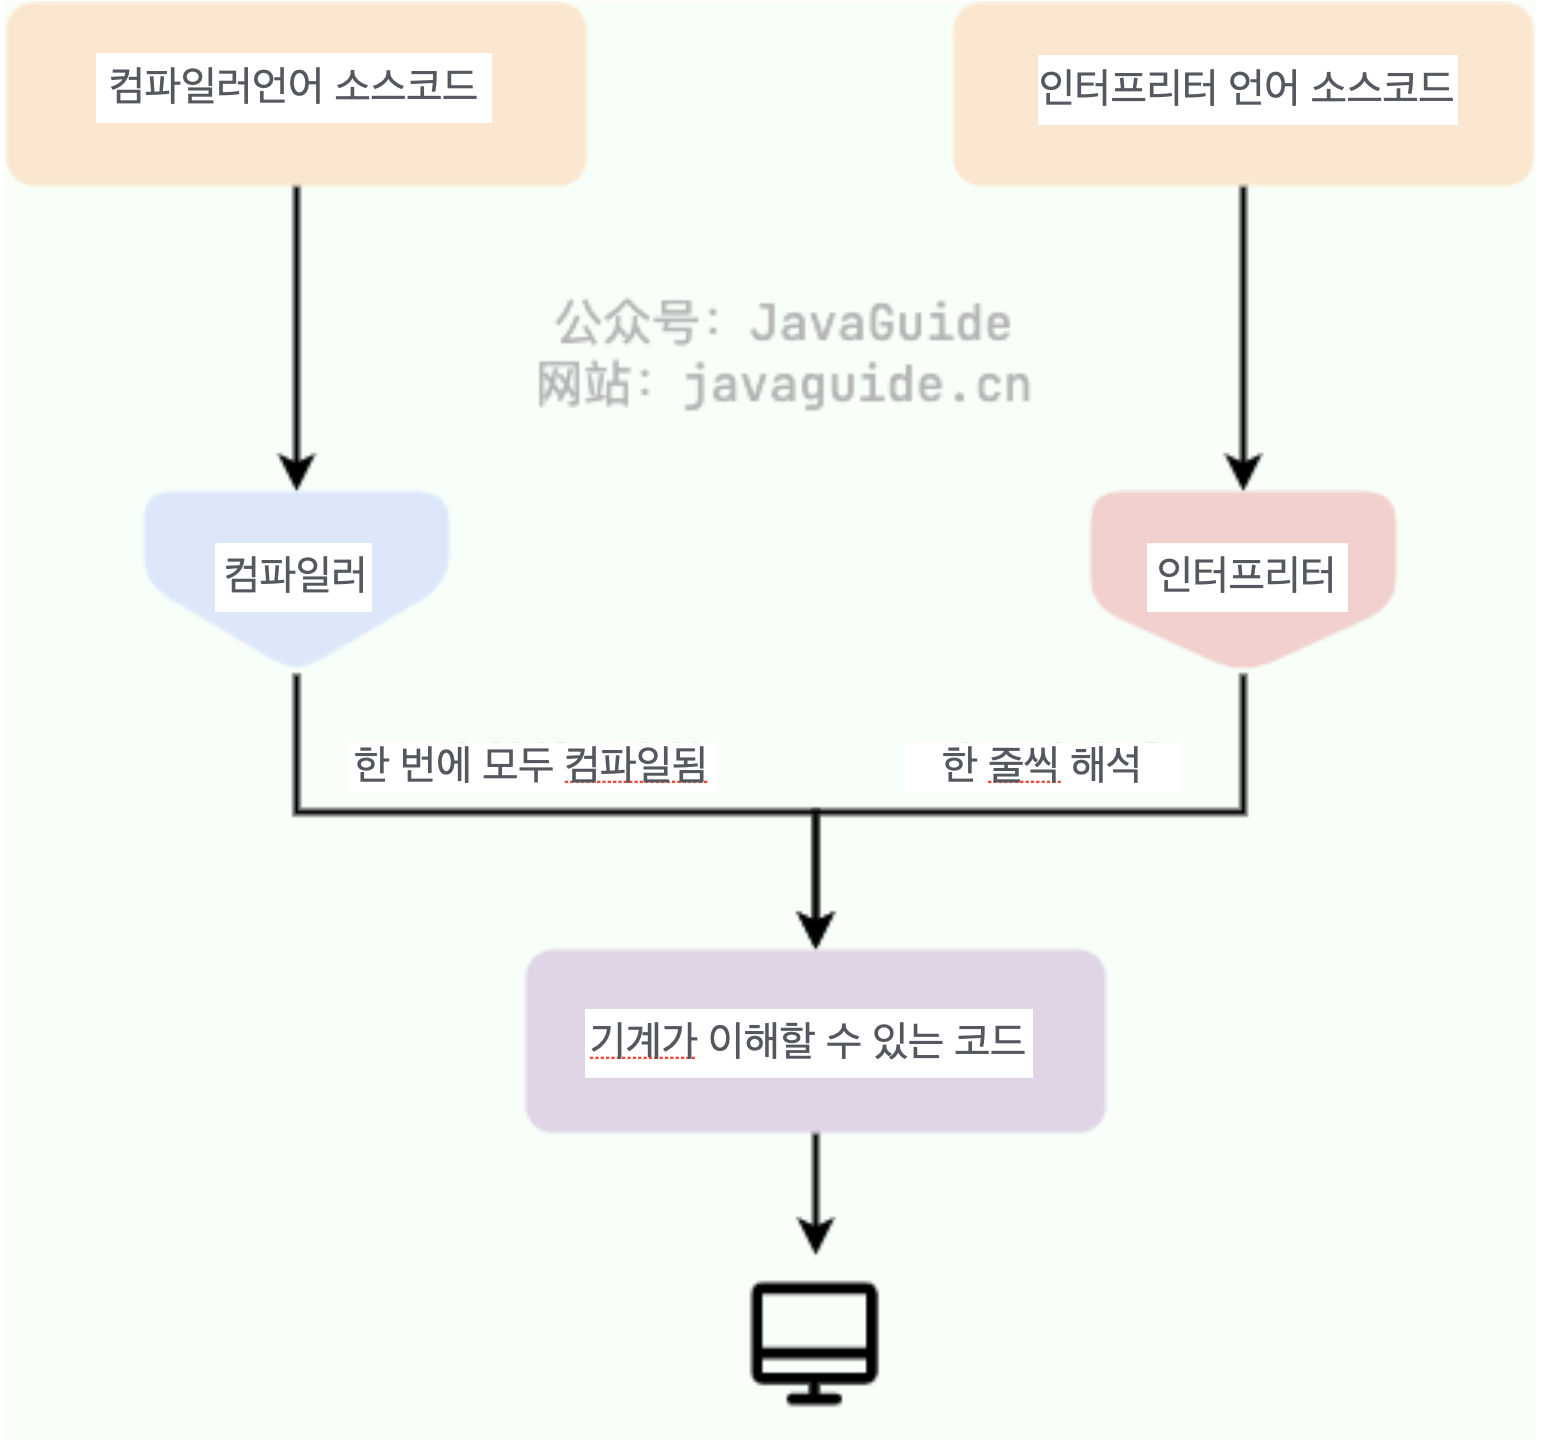 컴파일러언어 소스코드
인터프리터 언어 소스코드
公众号：JavaGuide
网站：javaguide.cn
컴파일러
인터프리터
한 번에 모두 컴파일됨
한 줄씩 해석
기계가 이해할 수 있는 코드